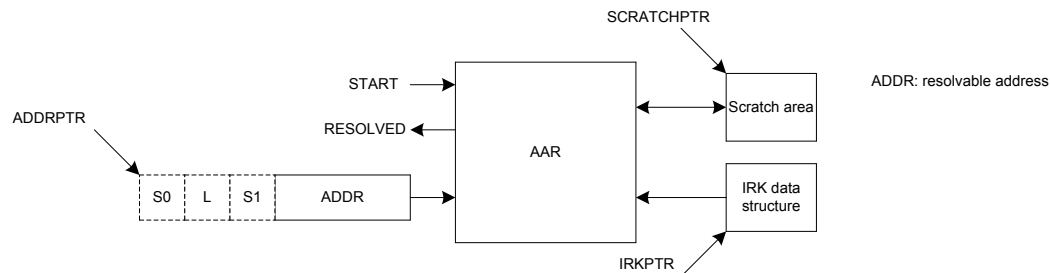 SCRATCHPTR
START
ADDR: resolvable address
Scratch area
ADDRPTR
RESOLVED
AAR
S0 L S1 ADDR
IRK data
structure
IRKPTR